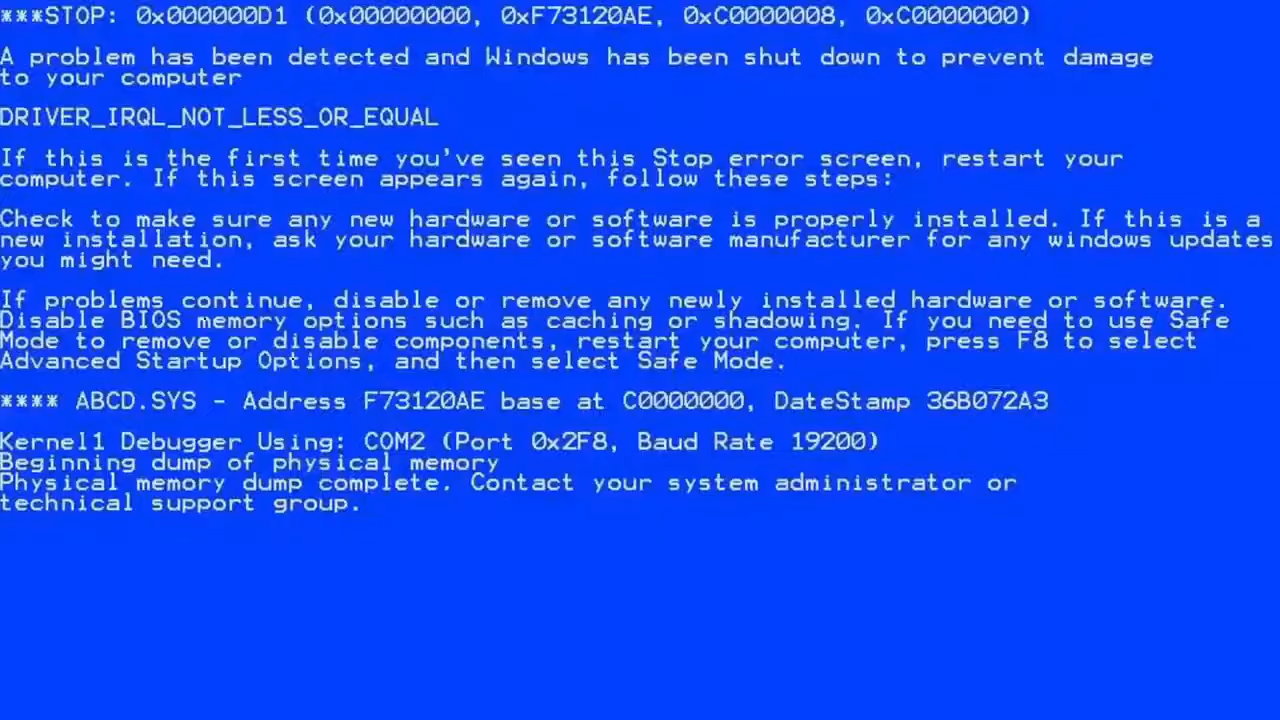 ***STOP: 0x000000D1 (0x00000000, 0xF73120AE, 0xC0000008, 0xC0000000)
A problem has been detected and Windows has been shut down to prevent damage
to your computer
DRIVER_IRQL_NOT_LESS_OR_EQUAL
If this is the first time you've seen this Stop error screen, restart your
computer. If this screen appears again, follow these steps:
Check to make sure any new hardware or software is properly installed. If this is a
new installation, ask your hardware or software manufacturer for any windows updates
you might need.
If problems continue, disable or remove any newly installed hardware or software.
Disable BIOS memory options such as caching or shadowing. If you need to use Safe
Mode to remove or disable components, restart your computer, press F8 to select
Advanced Startup Options, and then select Safe Mode.
**** ABCD.SYS - Address F73120AE base at C0000000, DateStamp 36B072A3
Kernel1 Debugger Using: COM2 (Port 0x2F8, Baud Rate 19200)
Beginning dump of physical memory
Physical memory dump complete. Contact your system administrator or
technical support group.